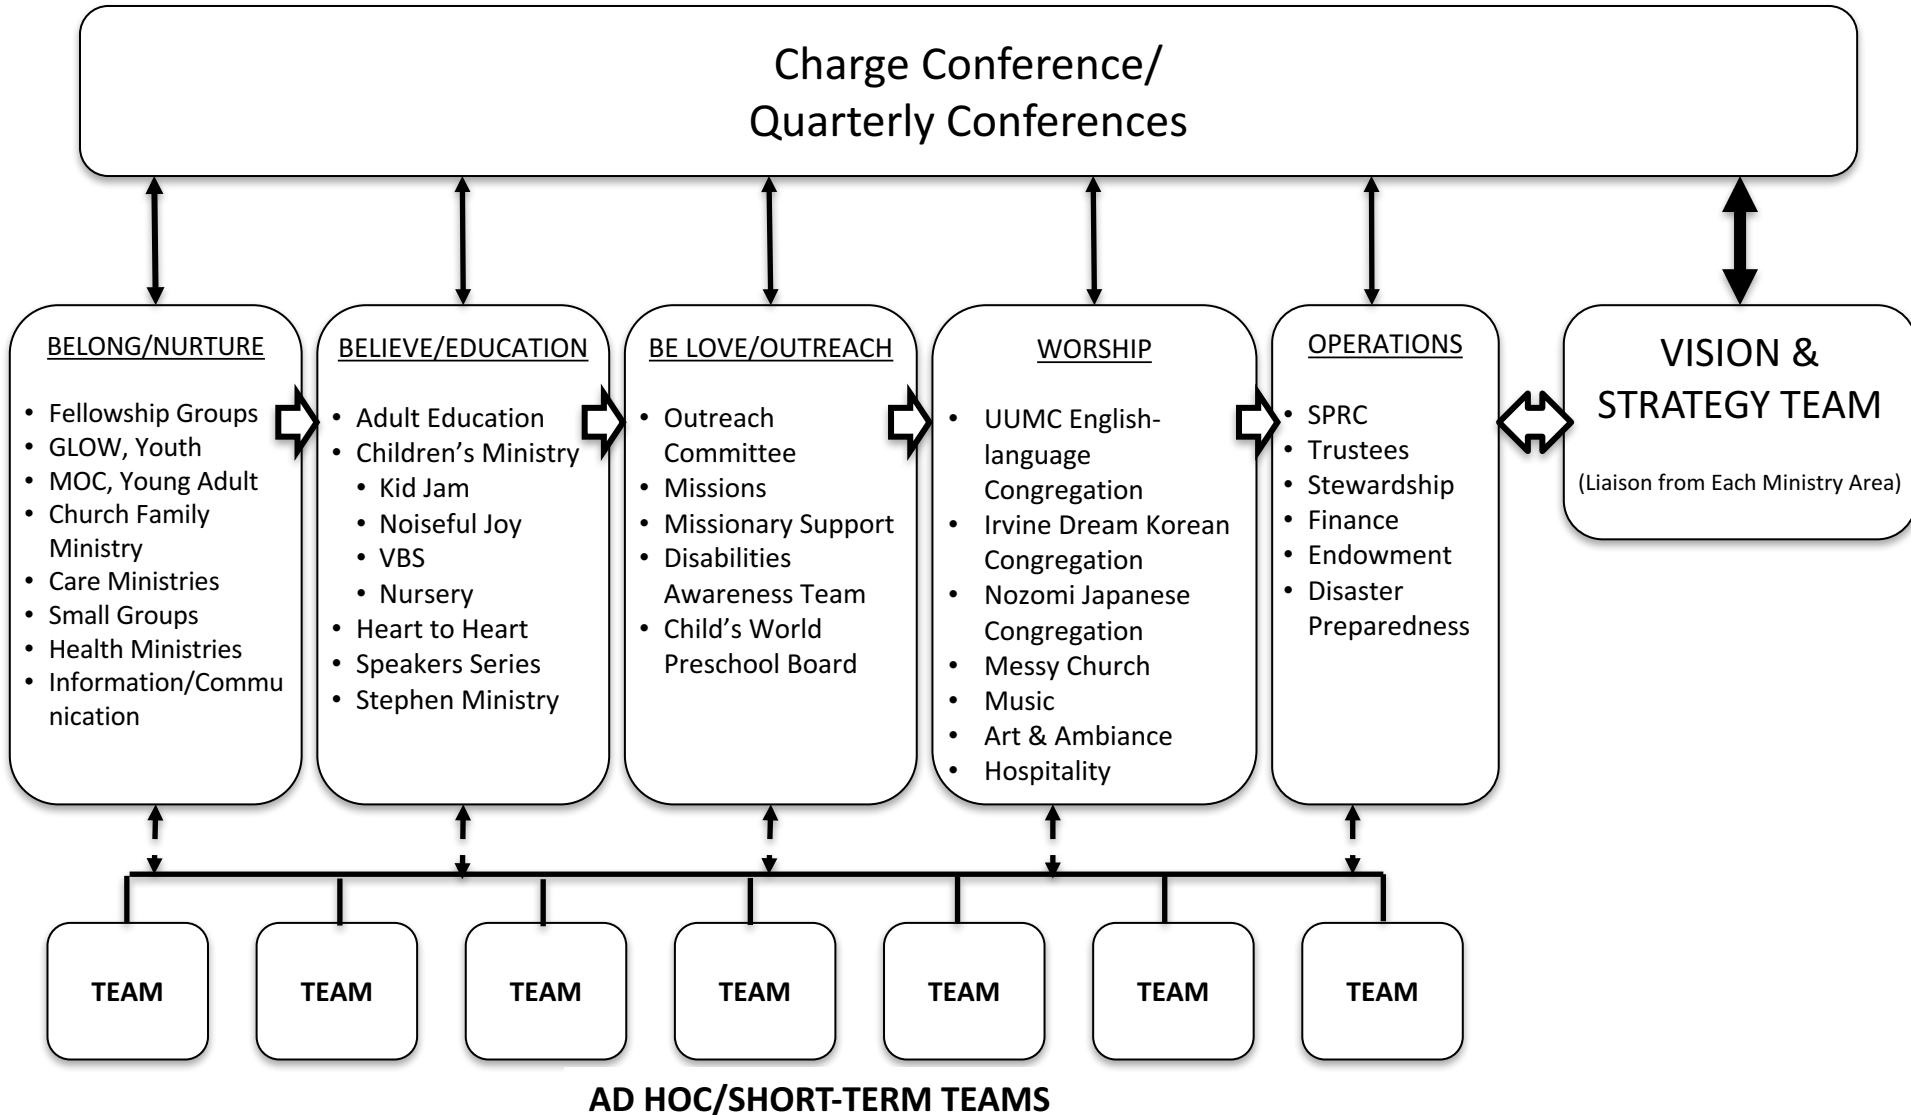 Charge Conference/
Quarterly Conferences
BELONG/NURTURE
• Fellowship Groups
• GLOW, Youth
• MOC, Young Adult
• Church Family
Ministry
• Care Ministries
• Small Groups
• Health Ministries
• Information/Commu
nication
BELIEVE/EDUCATION
• Adult Education
• Children’s Ministry
• Kid Jam
• Noiseful Joy
• VBS
• Nursery
• Heart to Heart
• Speakers Series
• Stephen Ministry
BE LOVE/OUTREACH
• Outreach
Committee
• Missions
• Missionary Support
• Disabilities
Awareness Team
• Child’s World
Preschool Board
WORSHIP
• UUMC English-
language
Congregation
• Irvine Dream Korean
Congregation
• Nozomi Japanese
Congregation
• Messy Church
• Music
• Art & Ambiance
• Hospitality
OPERATIONS
• SPRC
• Trustees
• Stewardship
• Finance
• Endowment
• Disaster
Preparedness
VISION &
STRATEGY TEAM
(Liaison from Each Ministry Area)
TEAM
TEAM
TEAM
TEAM
TEAM
TEAM
TEAM
AD HOC/SHORT-TERM TEAMS